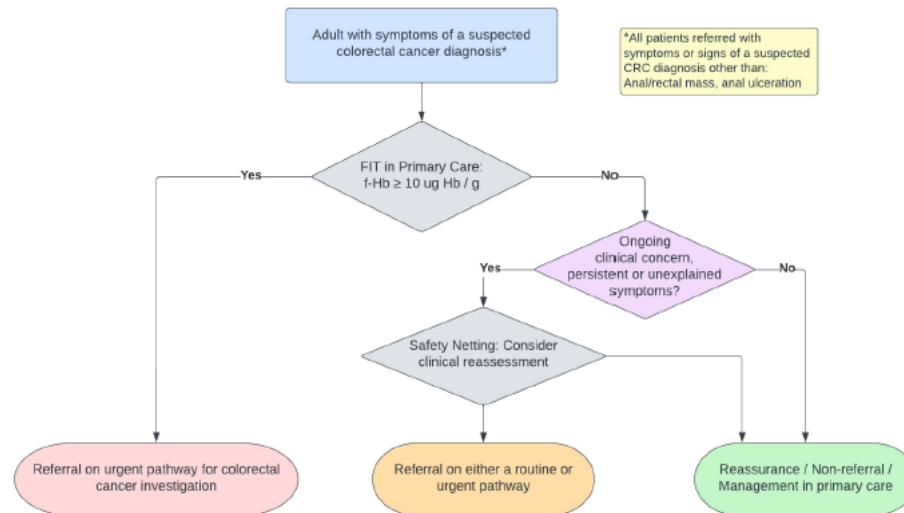 Adult with symptoms of a suspected
colorectal cancer diagnosis*
*All patients referred with
symptoms or signs of a suspected
CRC diagnosis other than:
Anal/rectal mass, anal ulceration
FIT in Primary Care:
f-Hb ≥ 10 ug Hb / g
Yes
No
Ongoing
clinical concern,
persistent or unexplained
symptoms?
Yes
No
Safety Netting: Consider
clinical reassessment
Referral on urgent pathway for colorectal
cancer investigation
Referral on either a routine or
urgent pathway
Reassurance / Non-referral /
Management in primary care